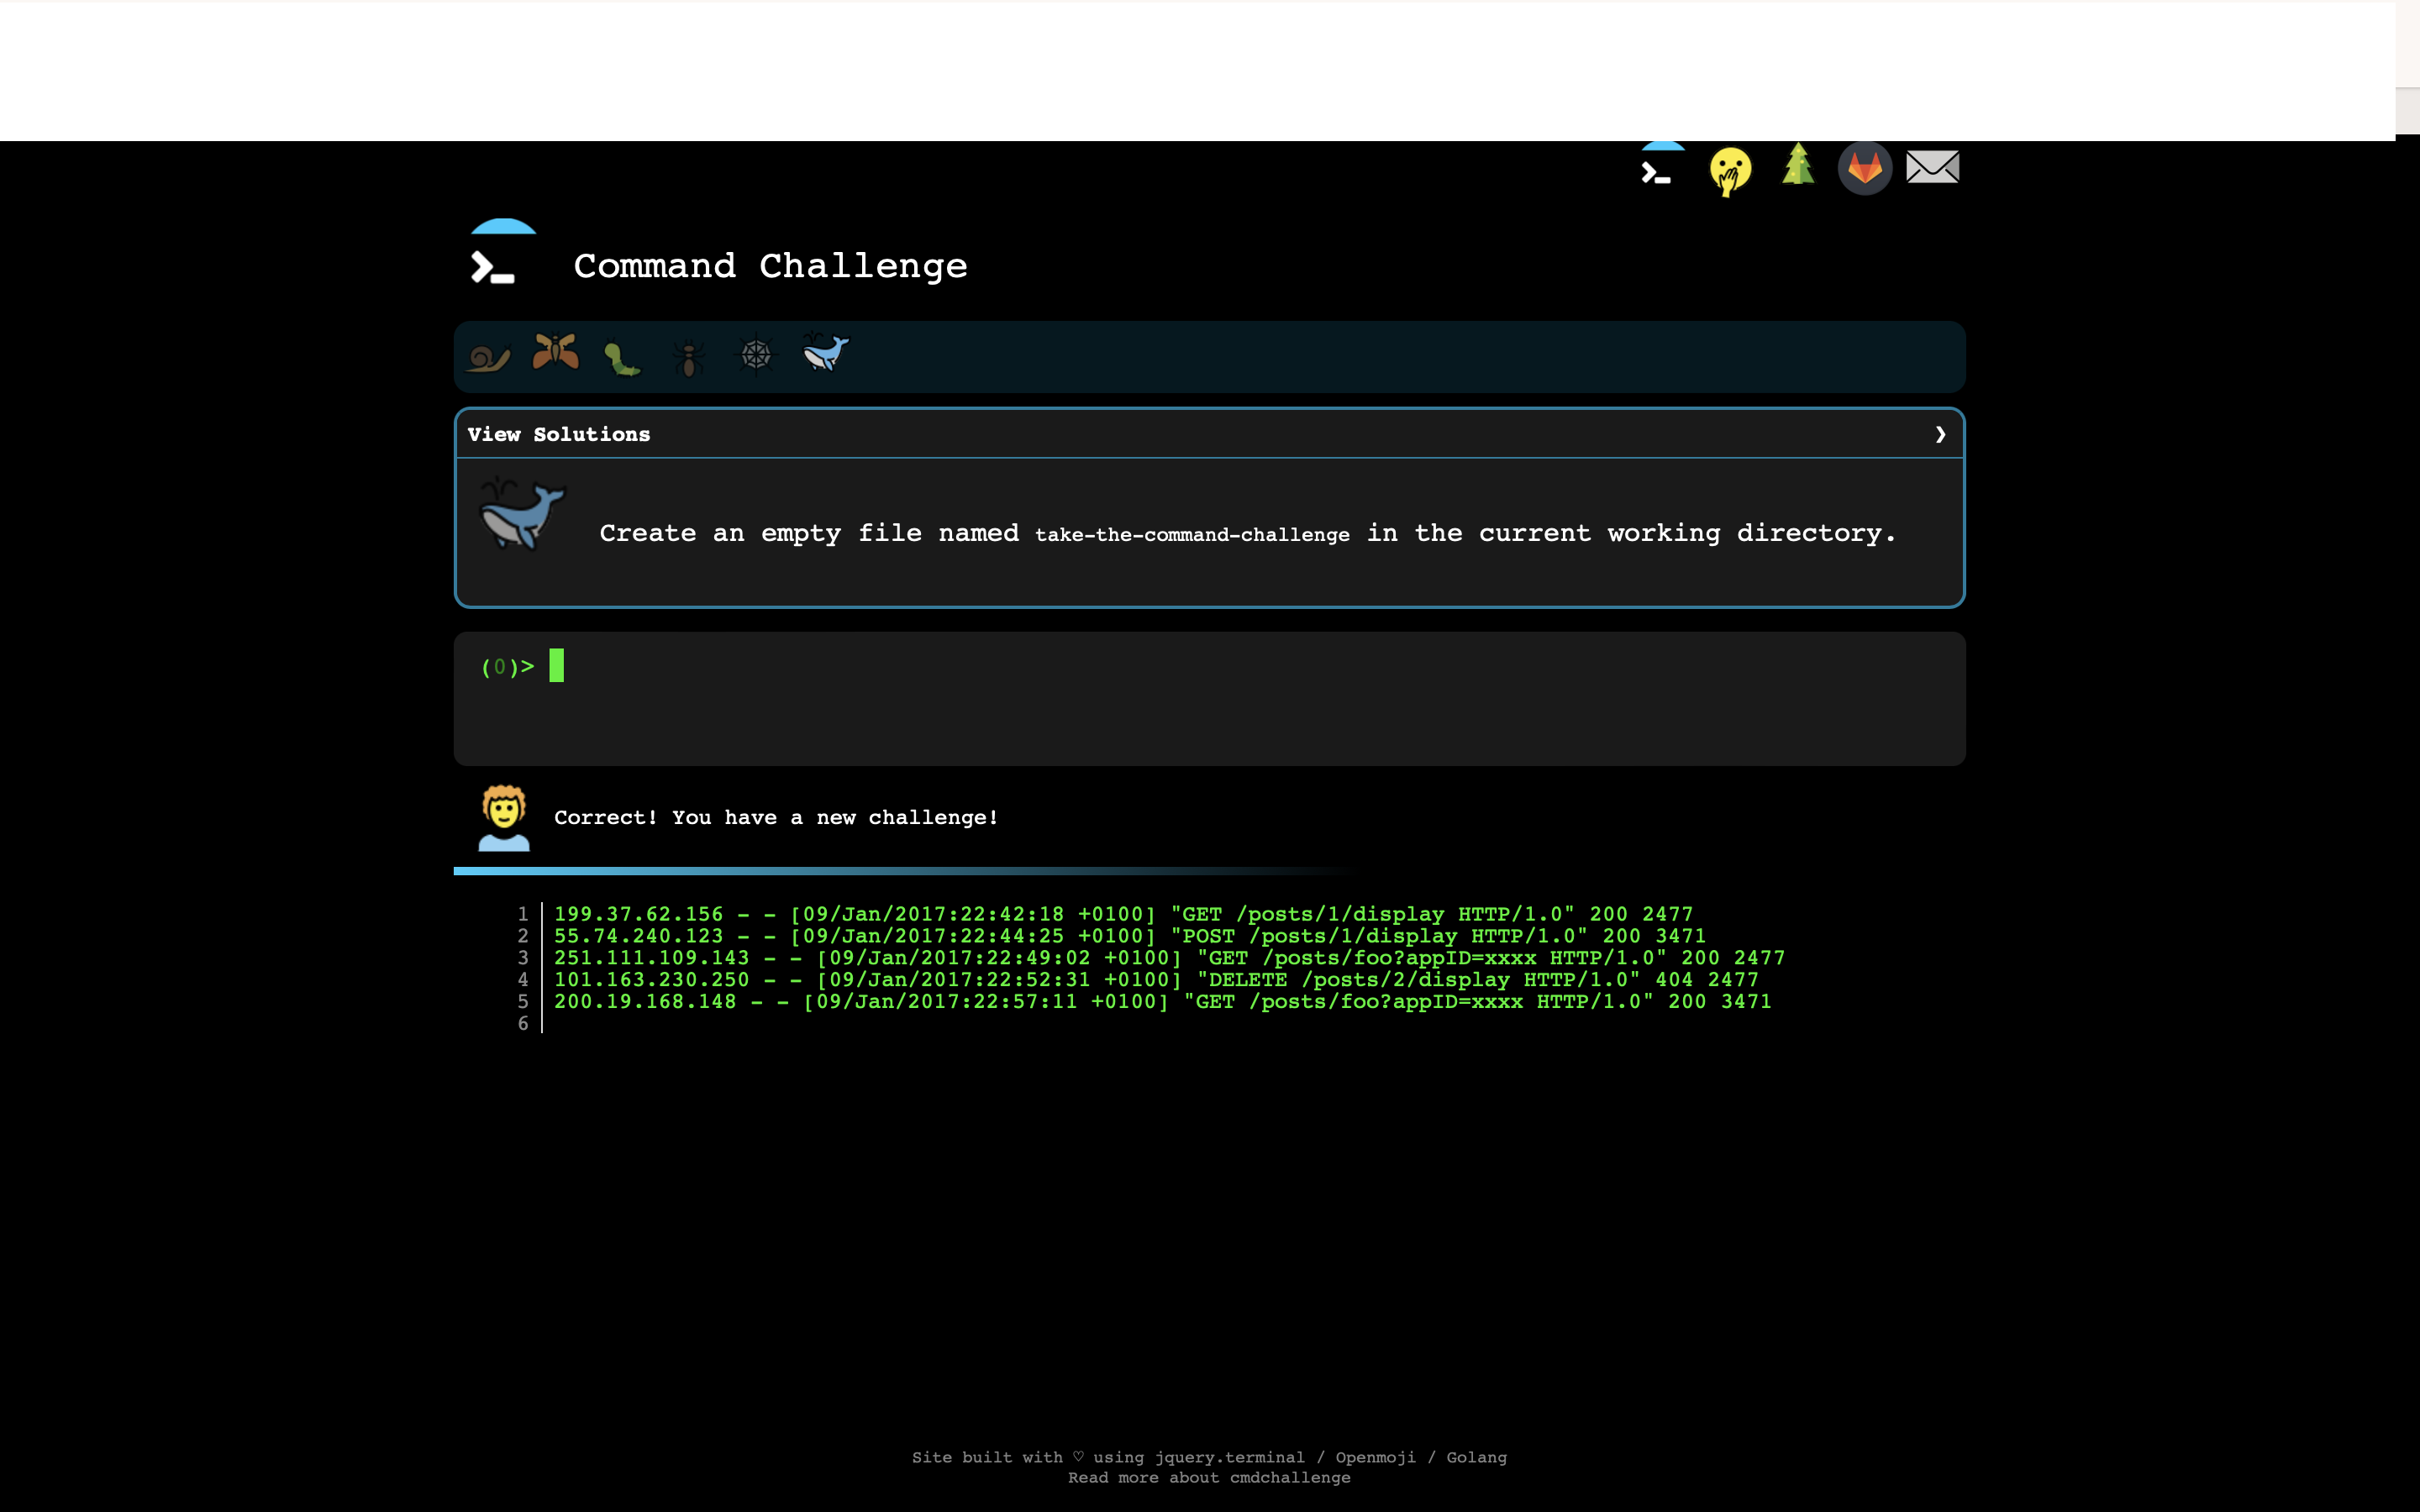 Command Challenge
View Solutions ❯
Create an empty file named take-the-command-challenge in the current working directory.
(0)>
Correct! You have a new challenge!
1 199.37.62.156 - - [09/Jan/2017:22:42:18 +0100] "GET /posts/1/display HTTP/1.0" 200 2477
2 55.74.240.123 - - [09/Jan/2017:22:44:25 +0100] "POST /posts/1/display HTTP/1.0" 200 3471
3 251.111.109.143 - - [09/Jan/2017:22:49:02 +0100] "GET /posts/foo?appID=xxxx HTTP/1.0" 200 2477
4 101.163.230.250 - - [09/Jan/2017:22:52:31 +0100] "DELETE /posts/2/display HTTP/1.0" 404 2477
5 200.19.168.148 - - [09/Jan/2017:22:57:11 +0100] "GET /posts/foo?appID=xxxx HTTP/1.0" 200 3471
6
Site built with ♡ using jquery.terminal / Openmoji / Golang
Read more about cmdchallenge